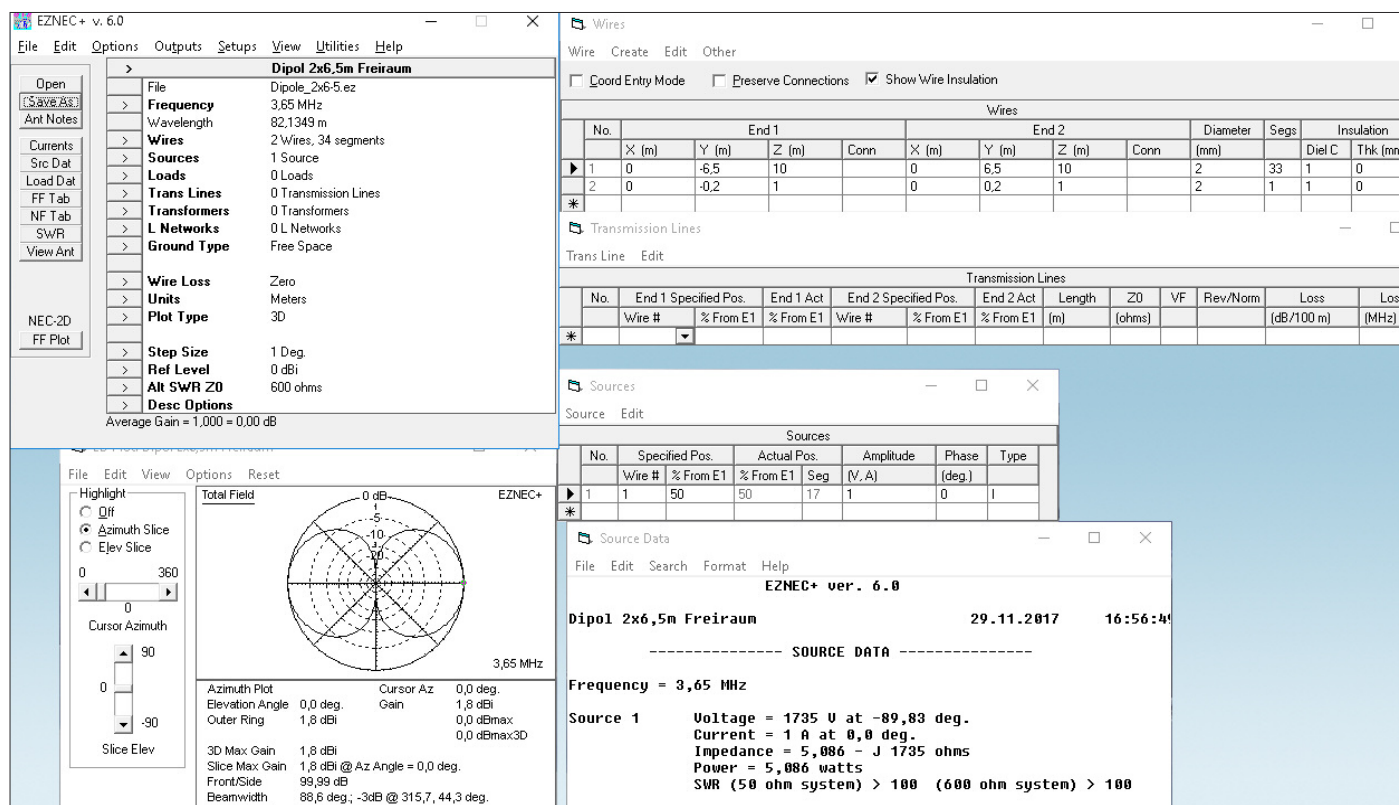 EZNEC+ v. 6.0
File Edit Options Outputs Setups View Utilities Help
Open
Save As
Ant Notes
Currents
Src Dat
Load Dat
FF Tab
NF Tab
SWR
View Ant
NEC-2D
FF Plot
> Dipol 2x6,5m Freiraum
File Dipole_2x6-5.ez
> Frequency 3,65 MHz
Wavelength 82,1349 m
> Wires 2 Wires, 34 segments
> Sources 1 Source
> Loads 0 Loads
> Trans Lines 0 Transmission Lines
> Transformers 0 Transformers
> L Networks 0 L Networks
> Ground Type Free Space
> Wire Loss Zero
> Units Meters
> Plot Type 3D
> Step Size 1 Deg.
> Ref Level 0 dBi
> Alt SWR Z0 600 ohms
> Desc Options
Average Gain = 1,000 = 0,00 dB
Wires
Wire Create Edit Other
Coord Entry Mode Preserve Connections Show Wire Insulation
Wires
No. End 1 End 2 Diameter Segs Insulation
X (m) Y (m) Z (m) Conn X (m) Y (m) Z (m) Conn (mm) Diel C Thk (mm
1 0 -6,5 10 0 6,5 10 2 33 1 0
2 0 -0,2 1 0 0,2 1 2 1 1 0
*
Transmission Lines
Trans Line Edit
Transmission Lines
No. End 1 Specified Pos. End 1 Act End 2 Specified Pos. End 2 Act Length Z0 VF Rev/Norm Loss Los
Wire # % From E1 % From E1 Wire # % From E1 % From E1 (m) (ohms) (dB/100 m) (MHz)
*
Sources
Source Edit
Sources
No. Specified Pos. Actual Pos. Amplitude Phase Type
Wire # % From E1 % From E1 Seg (V, A) (deg.)
1 1 50 50 17 1 0 I
*
File Edit View Options Reset
Highlight
Off
Azimuth Slice
Elev Slice
0 360
0
Cursor Azimuth
90
0
-90
Slice Elev
Total Field
0 dB
EZNEC+
-5
-10
-20
3,65 MHz
Azimuth Plot Cursor Az 0,0 deg.
Elevation Angle 0,0 deg. Gain 1,8 dBi
Outer Ring 1,8 dBi 0,0 dBmax
0,0 dBmax3D
3D Max Gain 1,8 dBi
Slice Max Gain 1,8 dBi @ Az Angle = 0,0 deg.
Front/Side 99,99 dB
Beamwidth 88,6 deg.; -3dB @ 315,7, 44,3 deg.
Source Data
File Edit Search Format Help
EZNEC+ ver. 6.0
Dipol 2x6,5m Freiraum 29.11.2017 16:56:49
--------------- SOURCE DATA ---------------
Frequency = 3,65 MHz
Source 1 Voltage = 1735 V at -89,83 deg.
Current = 1 A at 0,0 deg.
Impedance = 5,086 - J 1735 ohms
Power = 5,086 watts
SWR (50 ohm system) > 100 (600 ohm system) > 100